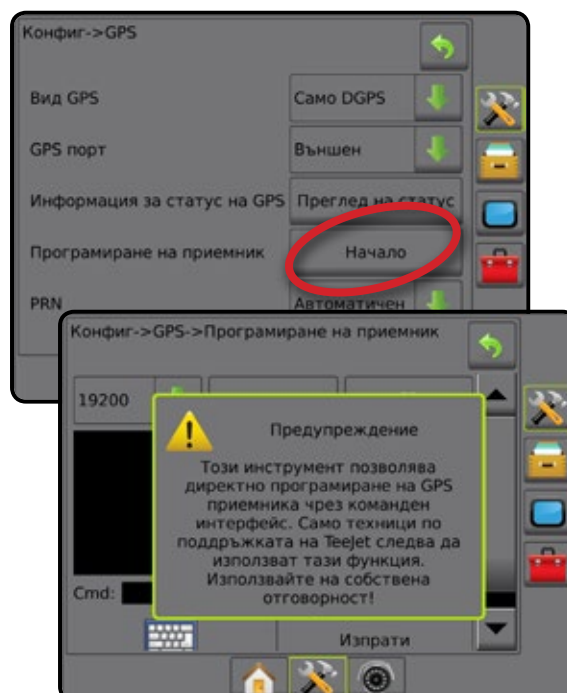 Конфиг->GPS
Вид GPS
Само DGPS
GPS порт
Външен
Информация за статус на GPS
Преглед на статус
Програмиране на приемник
Начало
PRN
Автоматичен
Конфиг->GPS->Програмиране на приемник
19200
Предупреждение
Този инструмент позволява
директно програмиране на GPS
приемника чрез команден
интерфейс. Само техници по
поддръжката на TeeJet следва да
използват тази функция.
Използвайте на собствена
отговорност!
Cmd:
Изпрати